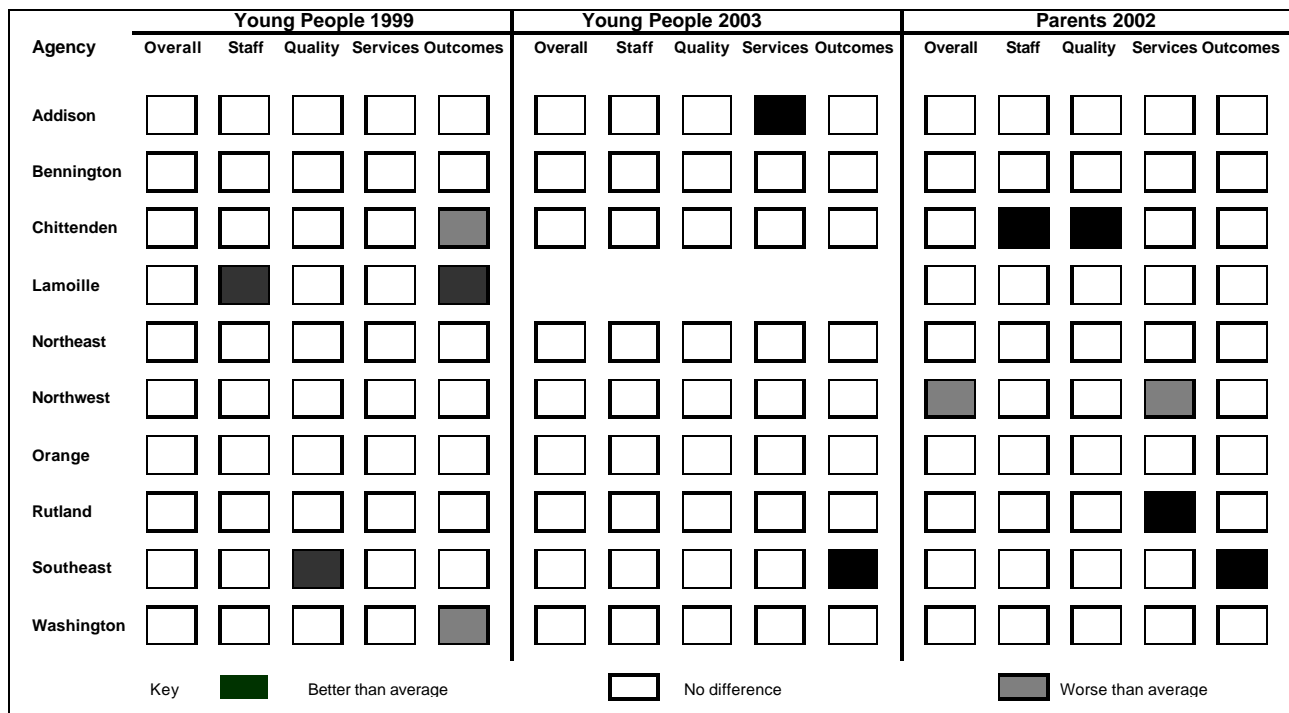 Young People 1999 Young People 2003 Parents 2002
Agency Overall Staff Quality Services Outcomes Overall Staff Quality Services Outcomes Overall Staff Quality Services Outcomes
Addison
Bennington
Chittenden
Lamoille
Northeast
Northwest
Orange
Rutland
Southeast
Washington
Key Better than average No difference Worse than average